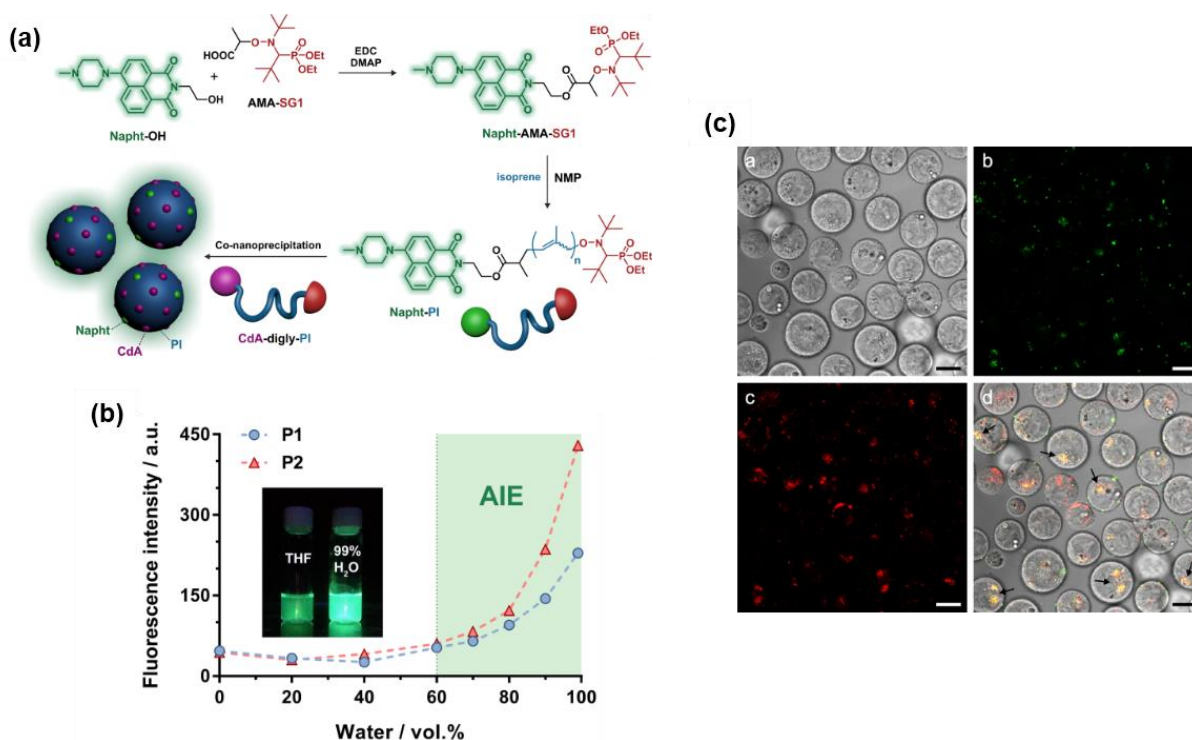 (a)
HOOC
O
N
P
O
OEt
OEt
+
AMA-SG1
EDC
DMAP
N
N
O
N
O
OH
Napht-OH
N
N
O
N
O
O
O
O
N
EtO
OEt
P
O
Napht-AMA-SG1
isoprene
NMP
N
N
O
N
O
O
O
n
O
N
P
O
OEt
OEt
Napht-PI
Co-nanoprecipitation
CdA-digly-PI
Napht
CdA
PI
(b)
Fluorescence intensity / a.u.
450
300
150
0
P1
P2
AIE
THF
99%
H2O
0 20 40 60 80 100
Water / vol.%
(c)
a
b
c
d